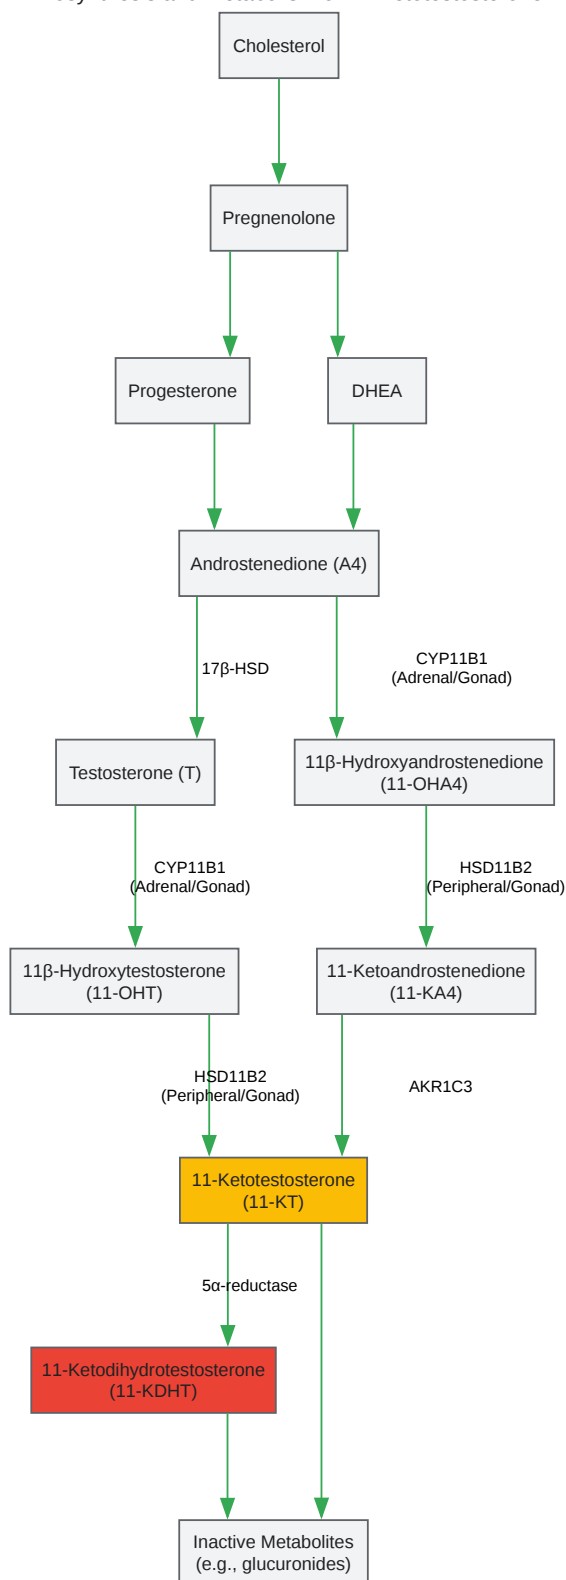 Cholesterol
Pregnenolone
Progesterone
DHEA
Androstenedione (A4)
17β-HSD
CYP11B1
(Adrenal/Gonad)
Testosterone (T)
11β-Hydroxyandrostenedione
(11-OHA4)
CYP11B1
(Adrenal/Gonad)
HSD11B2
(Peripheral/Gonad)
11β-Hydroxytestosterone
(11-OHT)
11-Ketoandrostenedione
(11-KA4)
HSD11B2
(Peripheral/Gonad)
AKR1C3
11-Ketotestosterone
(11-KT)
5α-reductase
11-Ketodihydrotestosterone
(11-KDHT)
Inactive Metabolites
(e.g., glucuronides)